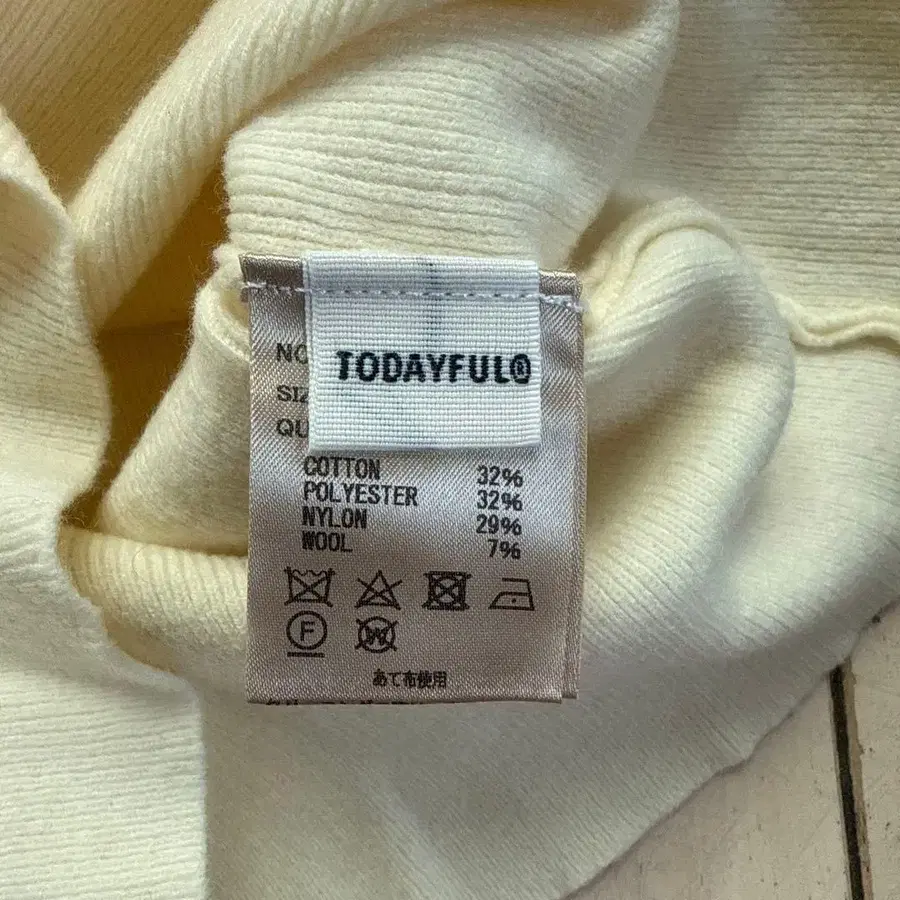 TODAYFUL®
COTTON 32%
POLYESTER 32%
NYLON 29%
WOOL 7%
F
W
あて布使用